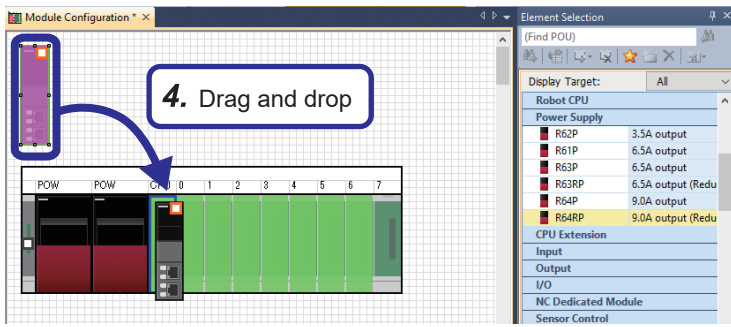 Module Configuration *
Element Selection
(Find POU)
Display Target: All
4. Drag and drop
Robot CPU
Power Supply
R62P 3.5A output
R61P 6.5A output
R63P 6.5A output
R63RP 6.5A output (Redu
R64P 9.0A output
R64RP 9.0A output (Redu
CPU Extension
Input
Output
I/O
NC Dedicated Module
Sensor Control
POW POW CPU 0 1 2 3 4 5 6 7